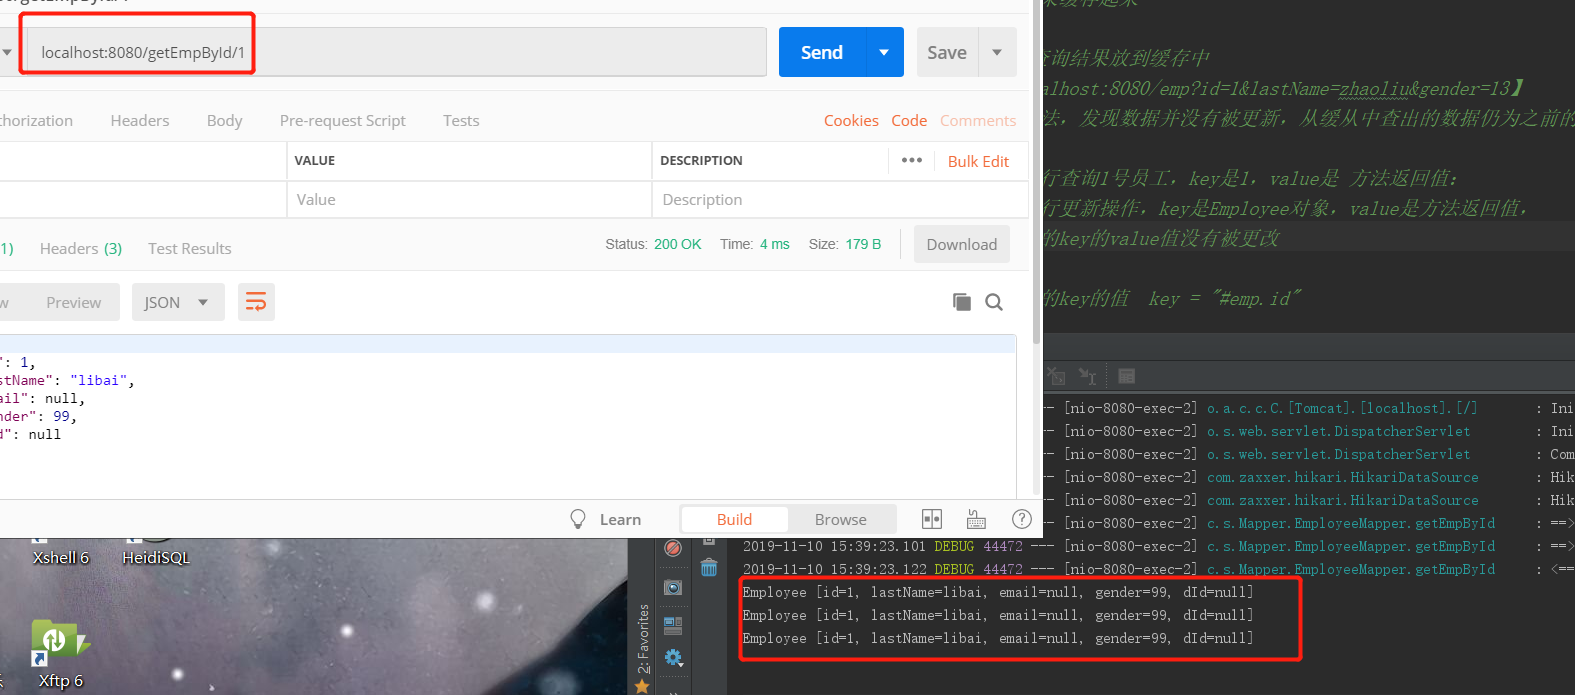 localhost:8080/getEmpById/1
Send
Save
Headers
Body
Pre-request Script
Tests
Cookies
Code
Comments
VALUE
DESCRIPTION
Bulk Edit
Value
Description
1)
Headers (3)
Test Results
Status: 200 OK
Time: 4 ms
Size: 179 B
Download
Preview
JSON
": 1,
stName": "libai",
ail": null,
nder": 99,
d": null
Learn
Build
Browse
查询结果放到缓存中
alhost:8080/emp?id=1&lastName=zhaoliu&gender=13】
法，发现数据并没有被更新，从缓从中查出的数据仍为之前的
行查询1号员工，key是1，value是 方法返回值：
行更新操作，key是Employee对象，value是方法返回值，
的key的value值没有被更改
的key的值 key = "#emp.id"
--- [nio-8080-exec-2] o.a.c.c.C.[Tomcat].[localhost].[/] : Ini
--- [nio-8080-exec-2] o.s.web.servlet.DispatcherServlet : Ini
--- [nio-8080-exec-2] o.s.web.servlet.DispatcherServlet : Com
--- [nio-8080-exec-2] com.zaxxer.hikari.HikariDataSource : Hik
--- [nio-8080-exec-2] com.zaxxer.hikari.HikariDataSource : Hik
--- [nio-8080-exec-2] c.s.Mapper.EmployeeMapper.getEmpById : ==>
2019-11-10 15:39:23.101 DEBUG 44472 --- [nio-8080-exec-2] c.s.Mapper.EmployeeMapper.getEmpById : ==>
2019-11-10 15:39:23.122 DEBUG 44472 --- [nio-8080-exec-2] c.s.Mapper.EmployeeMapper.getEmpById : <==
Employee [id=1, lastName=libai, email=null, gender=99, dId=null]
Employee [id=1, lastName=libai, email=null, gender=99, dId=null]
Employee [id=1, lastName=libai, email=null, gender=99, dId=null]
2: Favorites
Xshell 6
HeidiSQL
Xftp 6